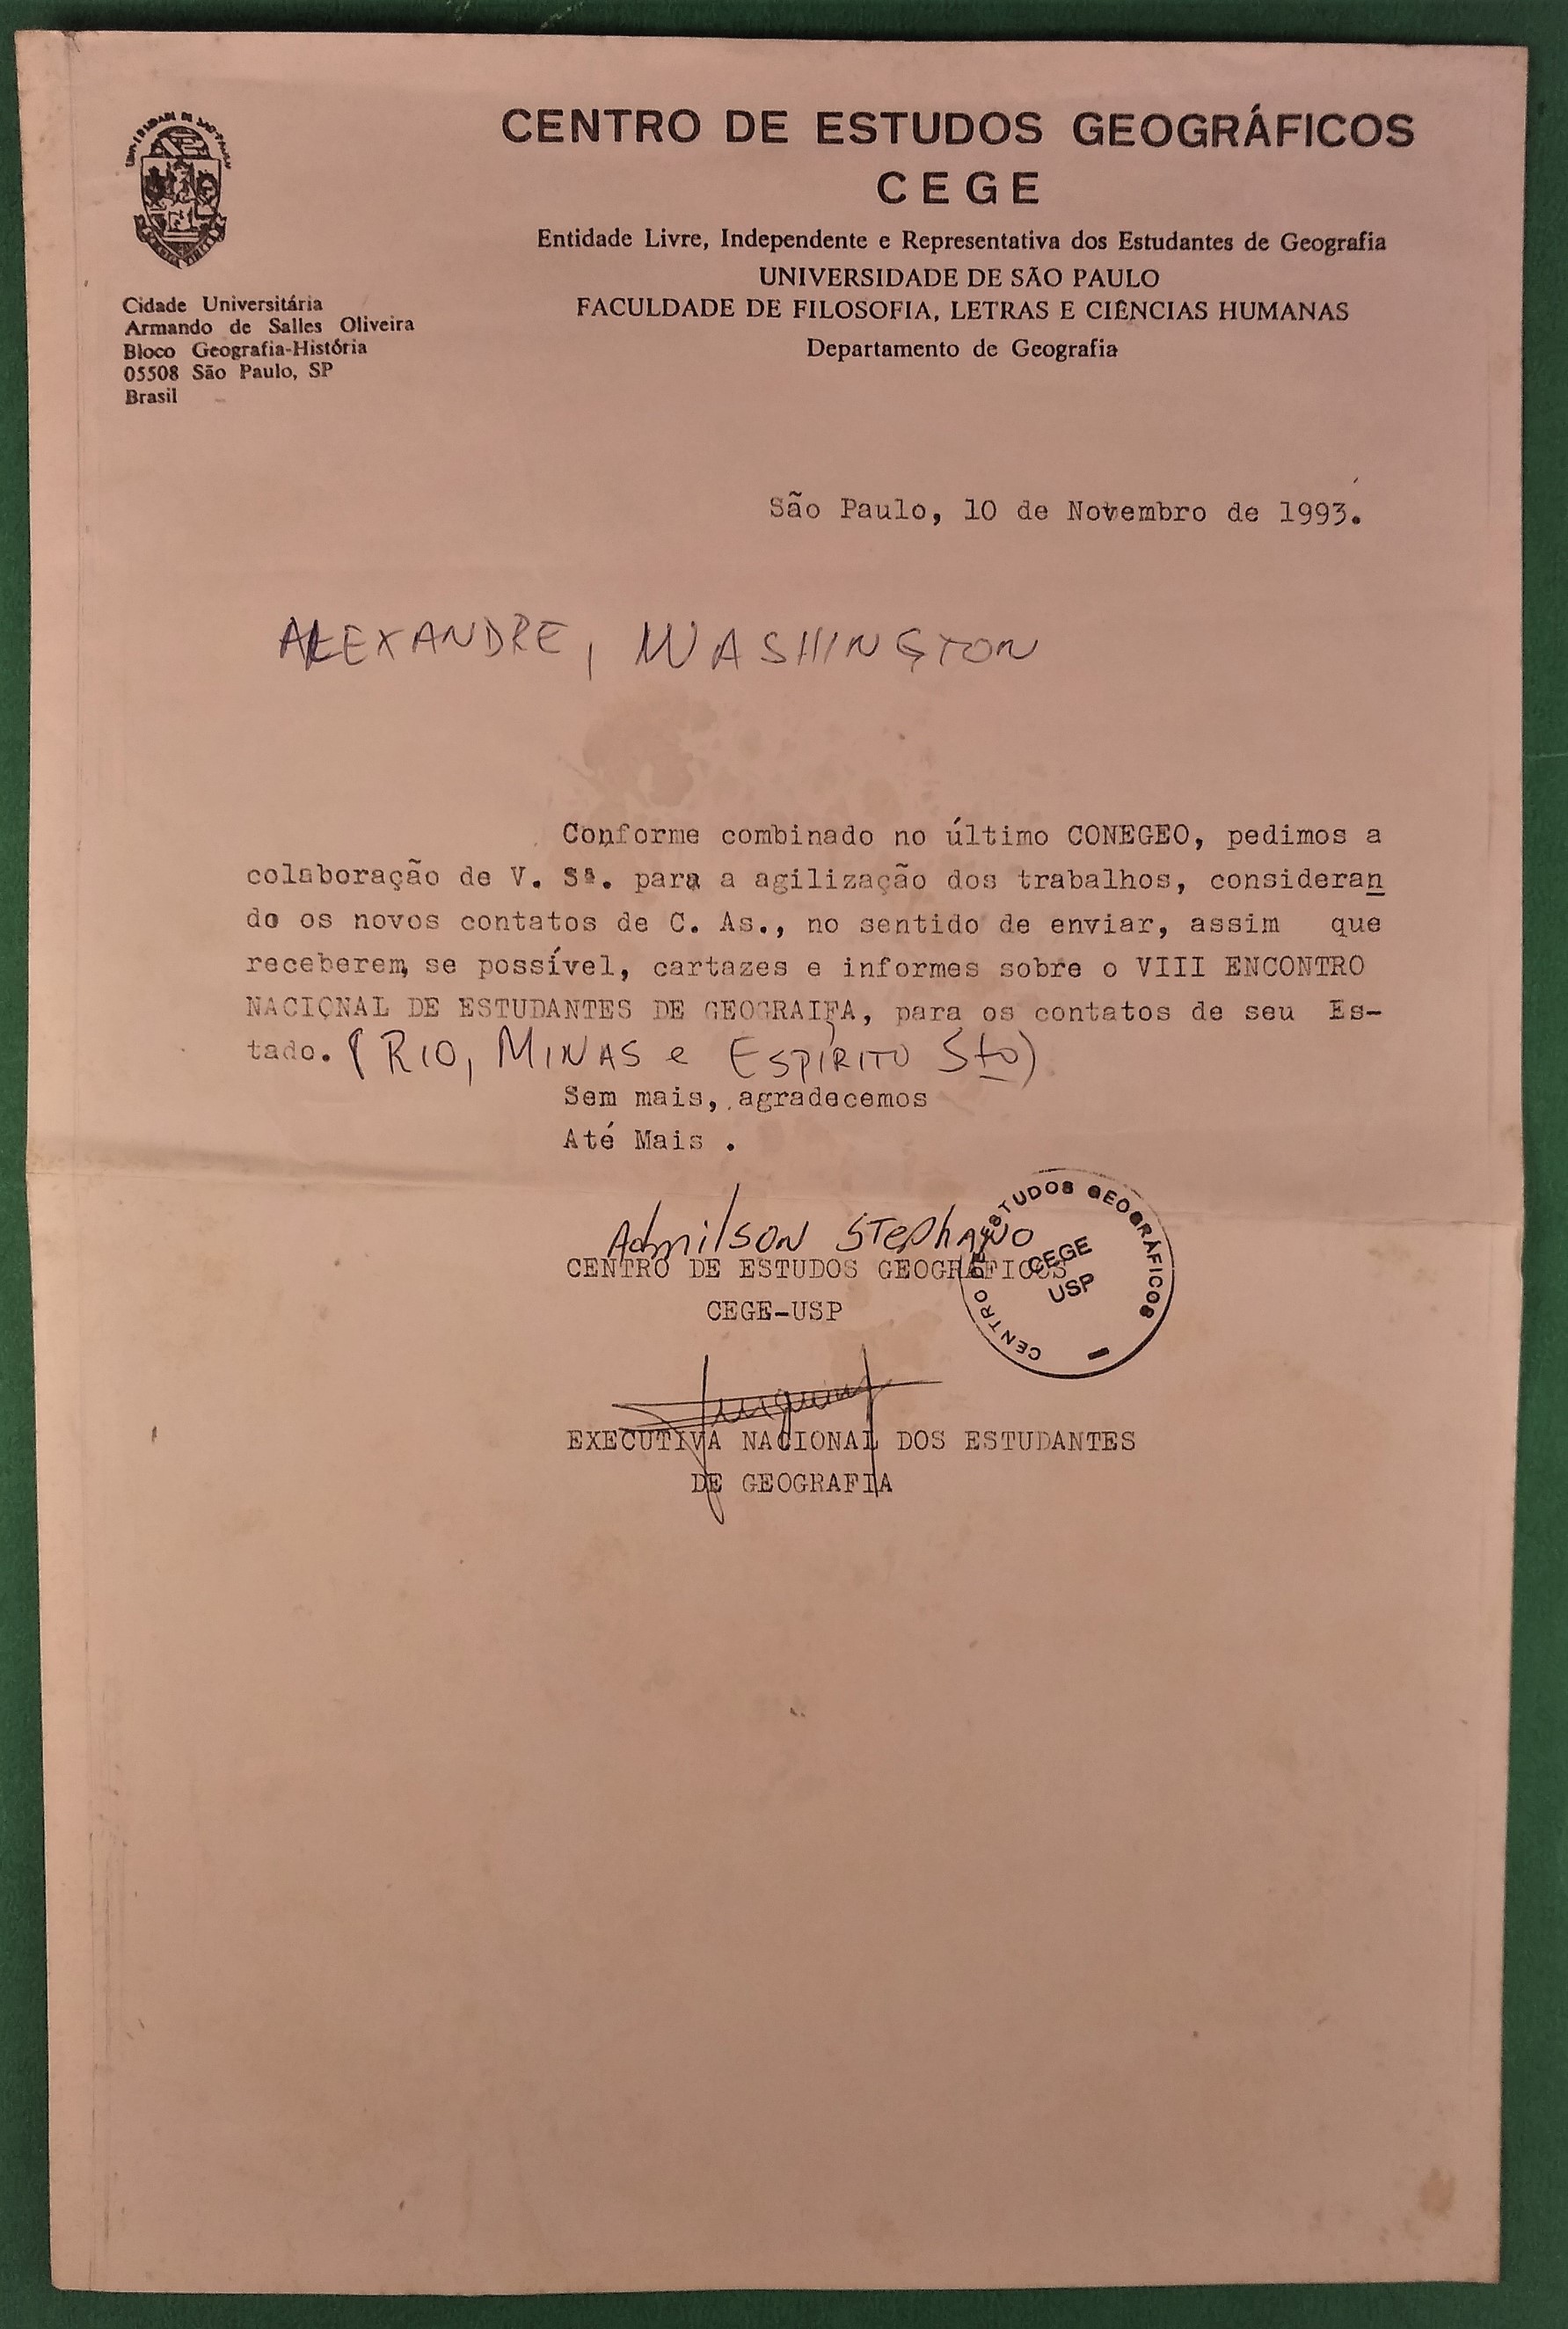 CENTRO DE ESTUDOS GEOGRÁFICOS
CEGE
Entidade Livre, Independente e Representativa dos Estudantes de Geografia
UNIVERSIDADE DE SÃO PAULO
FACULDADE DE FILOSOFIA, LETRAS E CIÊNCIAS HUMANAS
Departamento de Geografia
Cidade Universitária
Armando de Salles Oliveira
Bloco Geografia-História
05508 São Paulo, SP
Brasil
São Paulo, 10 de Novembro de 1993.
ALEXANDRE, WASHINGTON
Conforme combinado no último CONEGEO, pedimos a
colaboração de V. Sª. para a agilização dos trabalhos, consideran
do os novos contatos de C. As., no sentido de enviar, assim que
receberem, se possível, cartazes e informes sobre o VIII ENCONTRO
NACIONAL DE ESTUDANTES DE GEOGRAIFA, para os contatos de seu Es-
tado. (RIO, MINAS e ESPÍRITO Sto)
Sem mais, agradecemos
Até Mais .
Admilson Stephano
CENTRO DE ESTUDOS GEOGRÁFICOS
CEGE-USP
CENTRO DE ESTUDOS GEOGRÁFICOS
CEGE
USP
EXECUTIVA NACIONAL DOS ESTUDANTES
DE GEOGRAFIA